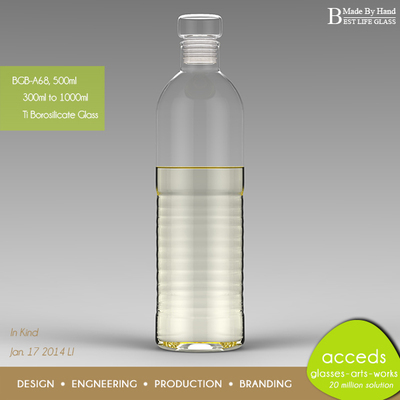 B Made By Hand
BEST LIFE GLASS
BGB-A68, 500ml
300ml to 1000ml
Ti Borosilicate Glass
In Kind
Jan. 17 2014 LI
acceds
glasses-arts-works
20 million solution
DESIGN • ENGNEERING • PRODUCTION • BRANDING